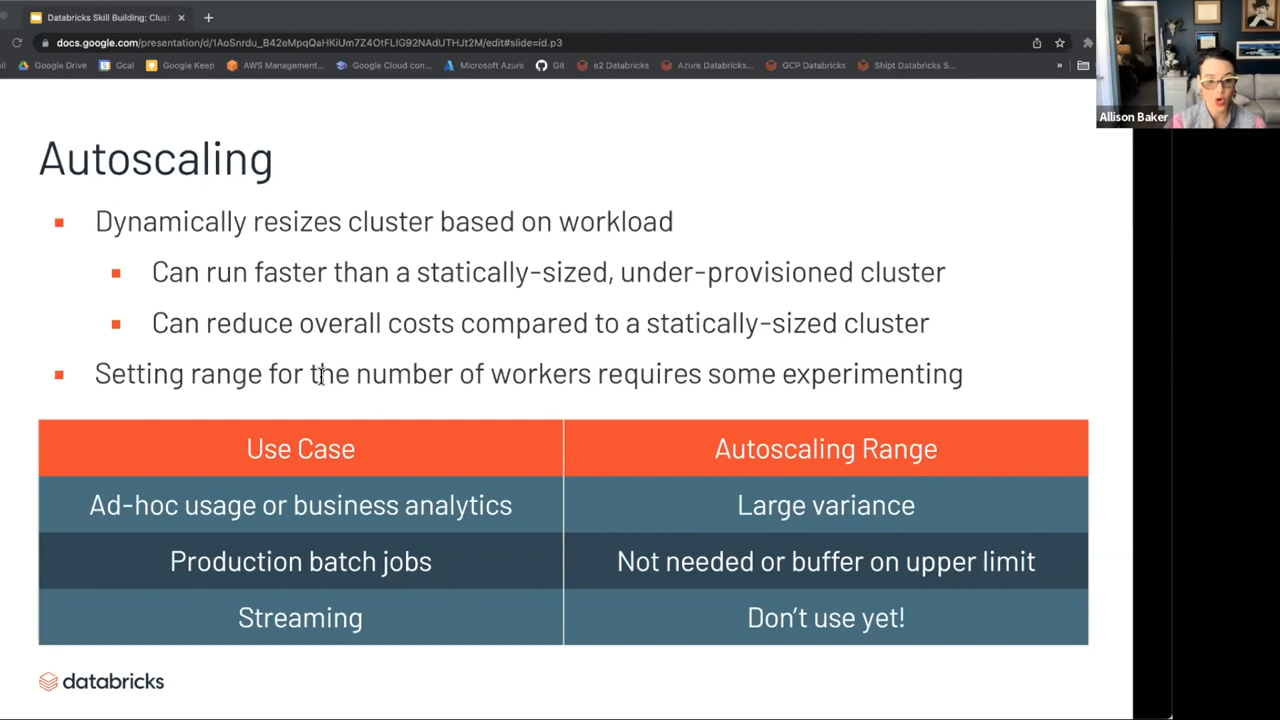 Databricks Skill Building: Clus
docs.google.com/presentation/d/1AoSnrdu_B42eMpqQaHKiUm7Z4OtFLIG92NAdUTHJt2M/edit#slide=id.p3
Google Drive
Gcal
Google Keep
AWS Management...
Google Cloud con...
Microsoft Azure
Git
e2 Databricks
Azure Databricks...
GCP Databricks
Shipt Databricks S...
»
Allison Baker
Autoscaling
Dynamically resizes cluster based on workload
Can run faster than a statically-sized, under-provisioned cluster
Can reduce overall costs compared to a statically-sized cluster
Setting range for the number of workers requires some experimenting
Use Case
Autoscaling Range
Ad-hoc usage or business analytics
Large variance
Production batch jobs
Not needed or buffer on upper limit
Streaming
Don't use yet!
databricks